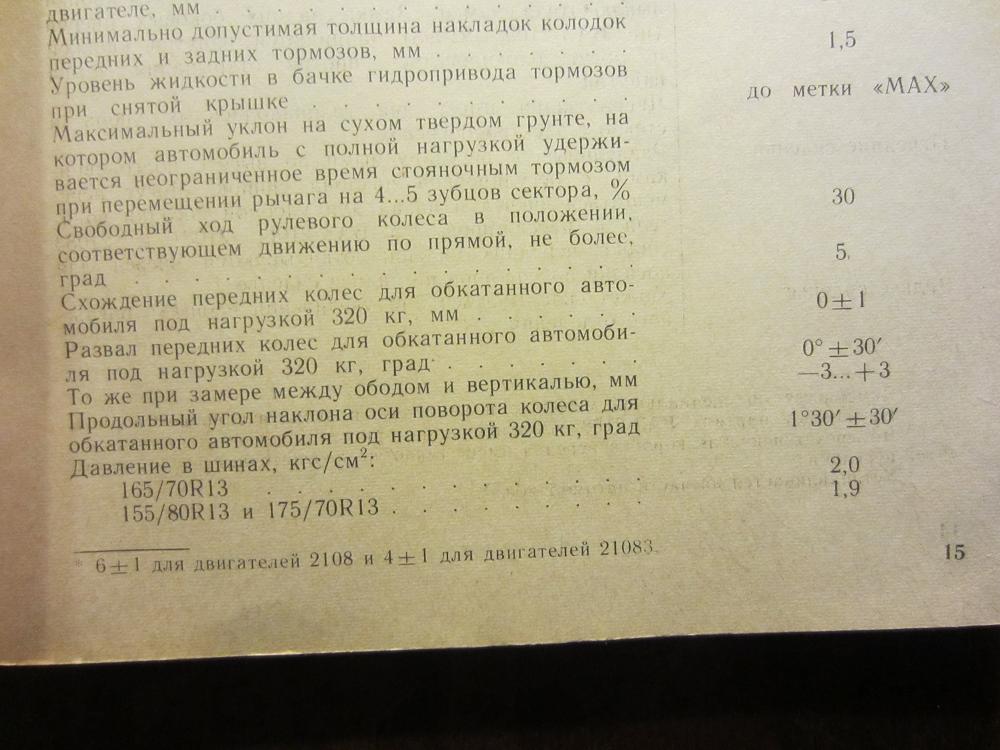 двигателе, мм . . . . . . . . . . . . . .
Минимально допустимая толщина накладок колодок
передних и задних тормозов, мм . . . . . . . 1,5
Уровень жидкости в бачке гидропривода тормозов
при снятой крышке . . . . . . . . . . . до метки «MAX»
Максимальный уклон на сухом твердом грунте, на
котором автомобиль с полной нагрузкой удержи-
вается неограниченное время стояночным тормозом
при перемещении рычага на 4...5 зубцов сектора, % 30
Свободный ход рулевого колеса в положении,
соответствующем движению по прямой, не более,
град . . . . . . . . . . . . . . . . . 5
Схождение передних колес для обкатанного авто-
мобиля под нагрузкой 320 кг, мм . . . . . . 0±1
Развал передних колес для обкатанного автомоби-
ля под нагрузкой 320 кг, град . . . . . . . 0° ±30′
То же при замере между ободом и вертикалью, мм —3...+3
Продольный угол наклона оси поворота колеса для
обкатанного автомобиля под нагрузкой 320 кг, град 1°30′ ±30′
Давление в шинах, кгс/см²:
165/70R13 . . . . . . . . . . . . . . 2,0
155/80R13 и 175/70R13 . . . . . . . . . 1,9
* 6±1 для двигателей 2108 и 4±1 для двигателей 21083.
15